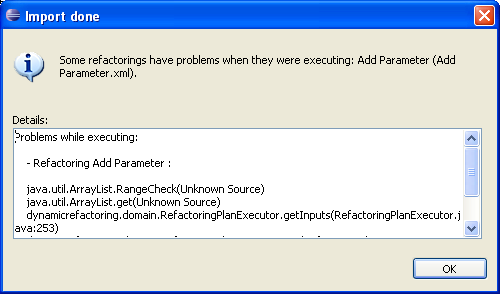 Import done
Some refactorings have problems when they were executing: Add Parameter (Add
Parameter.xml).
Details:
Problems while executing:
- Refactoring Add Parameter :
java.util.ArrayList.RangeCheck(Unknown Source)
java.util.ArrayList.get(Unknown Source)
dynamicrefactoring.domain.RefactoringPlanExecutor.getInputs(RefactoringPlanExecutor.j
ava:253)
OK